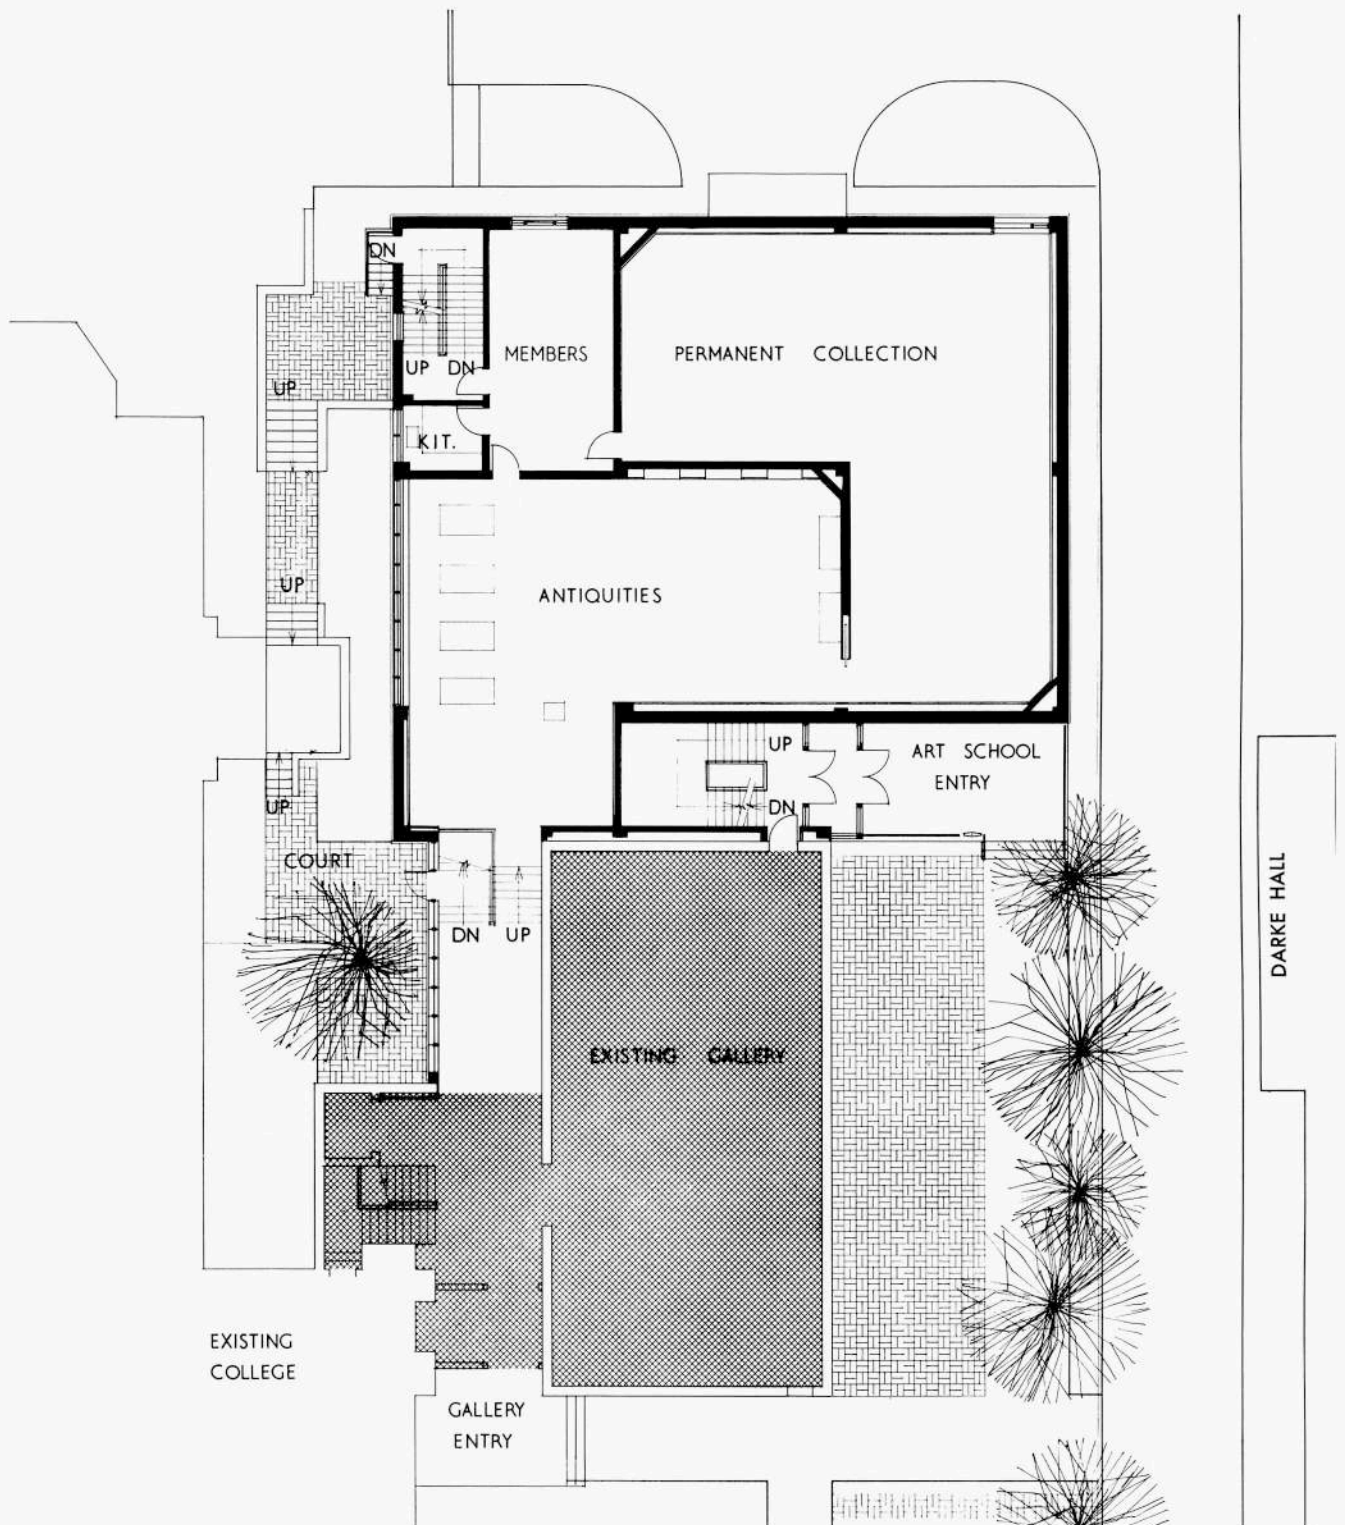 DN
MEMBERS
PERMANENT COLLECTION
UP DN
UP
KIT.
UP
ANTIQUITIES
UP
ART SCHOOL
ENTRY
UP
DN
COURT
DN UP
DARKE HALL
EXISTING GALLERY
EXISTING
COLLEGE
GALLERY
ENTRY